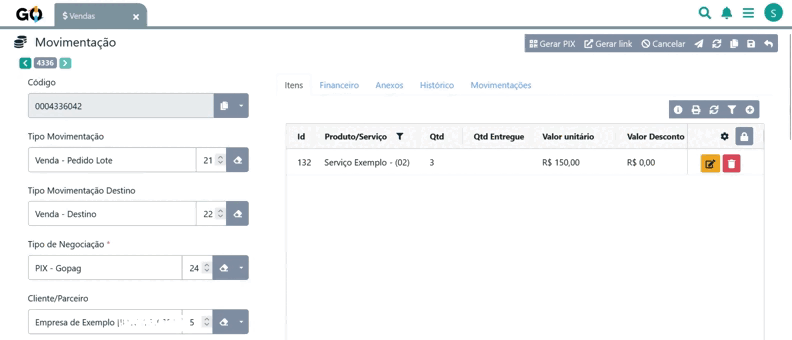 GO
$ Vendas ×
S
Movimentação
Gerar PIX Gerar link Cancelar
4336
Código
0004336042
Tipo Movimentação
Venda - Pedido Lote 21
Tipo Movimentação Destino
Venda - Destino 22
Tipo de Negociação *
PIX - Gopag 24
Cliente/Parceiro
Empresa de Exemplo 5
Itens Financeiro Anexos Histórico Movimentações
Id Produto/Serviço Qtd Qtd Entregue Valor unitário Valor Desconto
132 Serviço Exemplo - (02) 3 R$ 150,00 R$ 0,00